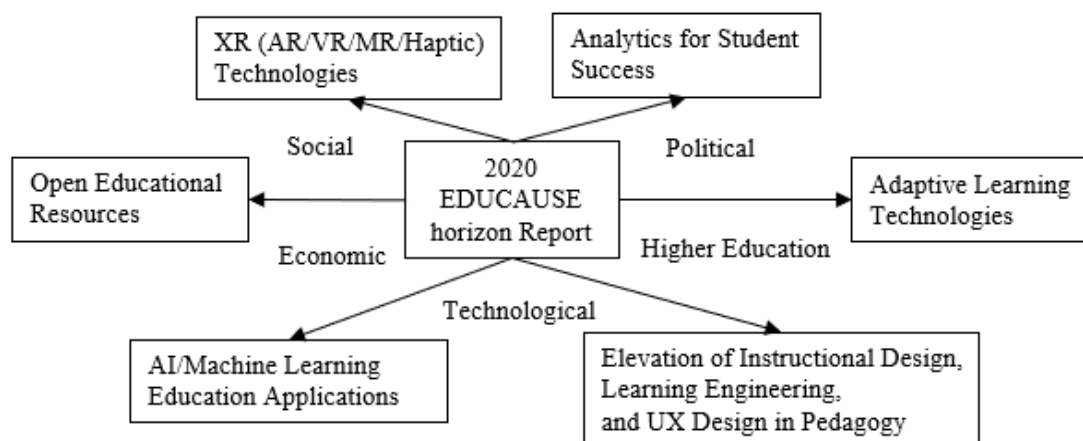 XR (AR/VR/MR/Haptic)
Technologies
Analytics for Student
Success
Social
Political
2020
EDUCAUSE
horizon Report
Open Educational
Resources
Adaptive Learning
Technologies
Economic
Higher Education
Technological
AI/Machine Learning
Education Applications
Elevation of Instructional Design,
Learning Engineering,
and UX Design in Pedagogy